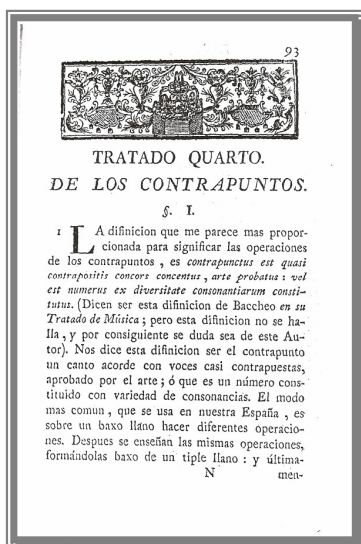 93
TRATADO QUARTO.
DE LOS CONTRAPUNTOS.
§. I.
1 LA difinicion que me parece mas propor-
cionada para significar las operaciones
de los contrapuntos , es contrapunctus est quasi
contrapositis concors concentus , arte probatus : vel
est numerus ex diversitate consonantiarum consti-
tutus. (Dicen ser esta difinicion de Baccheo en su
Tratado de Música ; pero esta difinicion no se ha-
lla , y por consiguiente se duda sea de este Au-
tor). Nos dice esta difinicion ser el contrapunto
un canto acorde con voces casi contrapuestas,
aprobado por el arte ; ó que es un número cons-
tituido con variedad de consonancias. El modo
mas comun , que se usa en nuestra España , es
sobre un baxo llano hacer diferentes operacio-
nes. Despues se enseñan las mismas operaciones,
formándolas baxo de un tiple llano : y última-
N men-